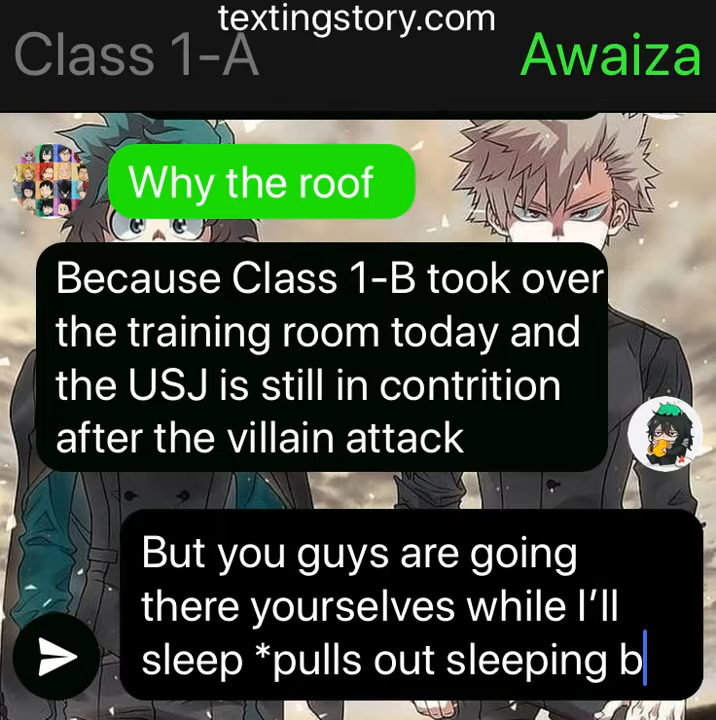 textingstory.com
Class 1-A
Awaiza
Why the roof
Because Class 1-B took over
the training room today and
the USJ is still in contrition
after the villain attack
But you guys are going
there yourselves while I’ll
sleep *pulls out sleeping b